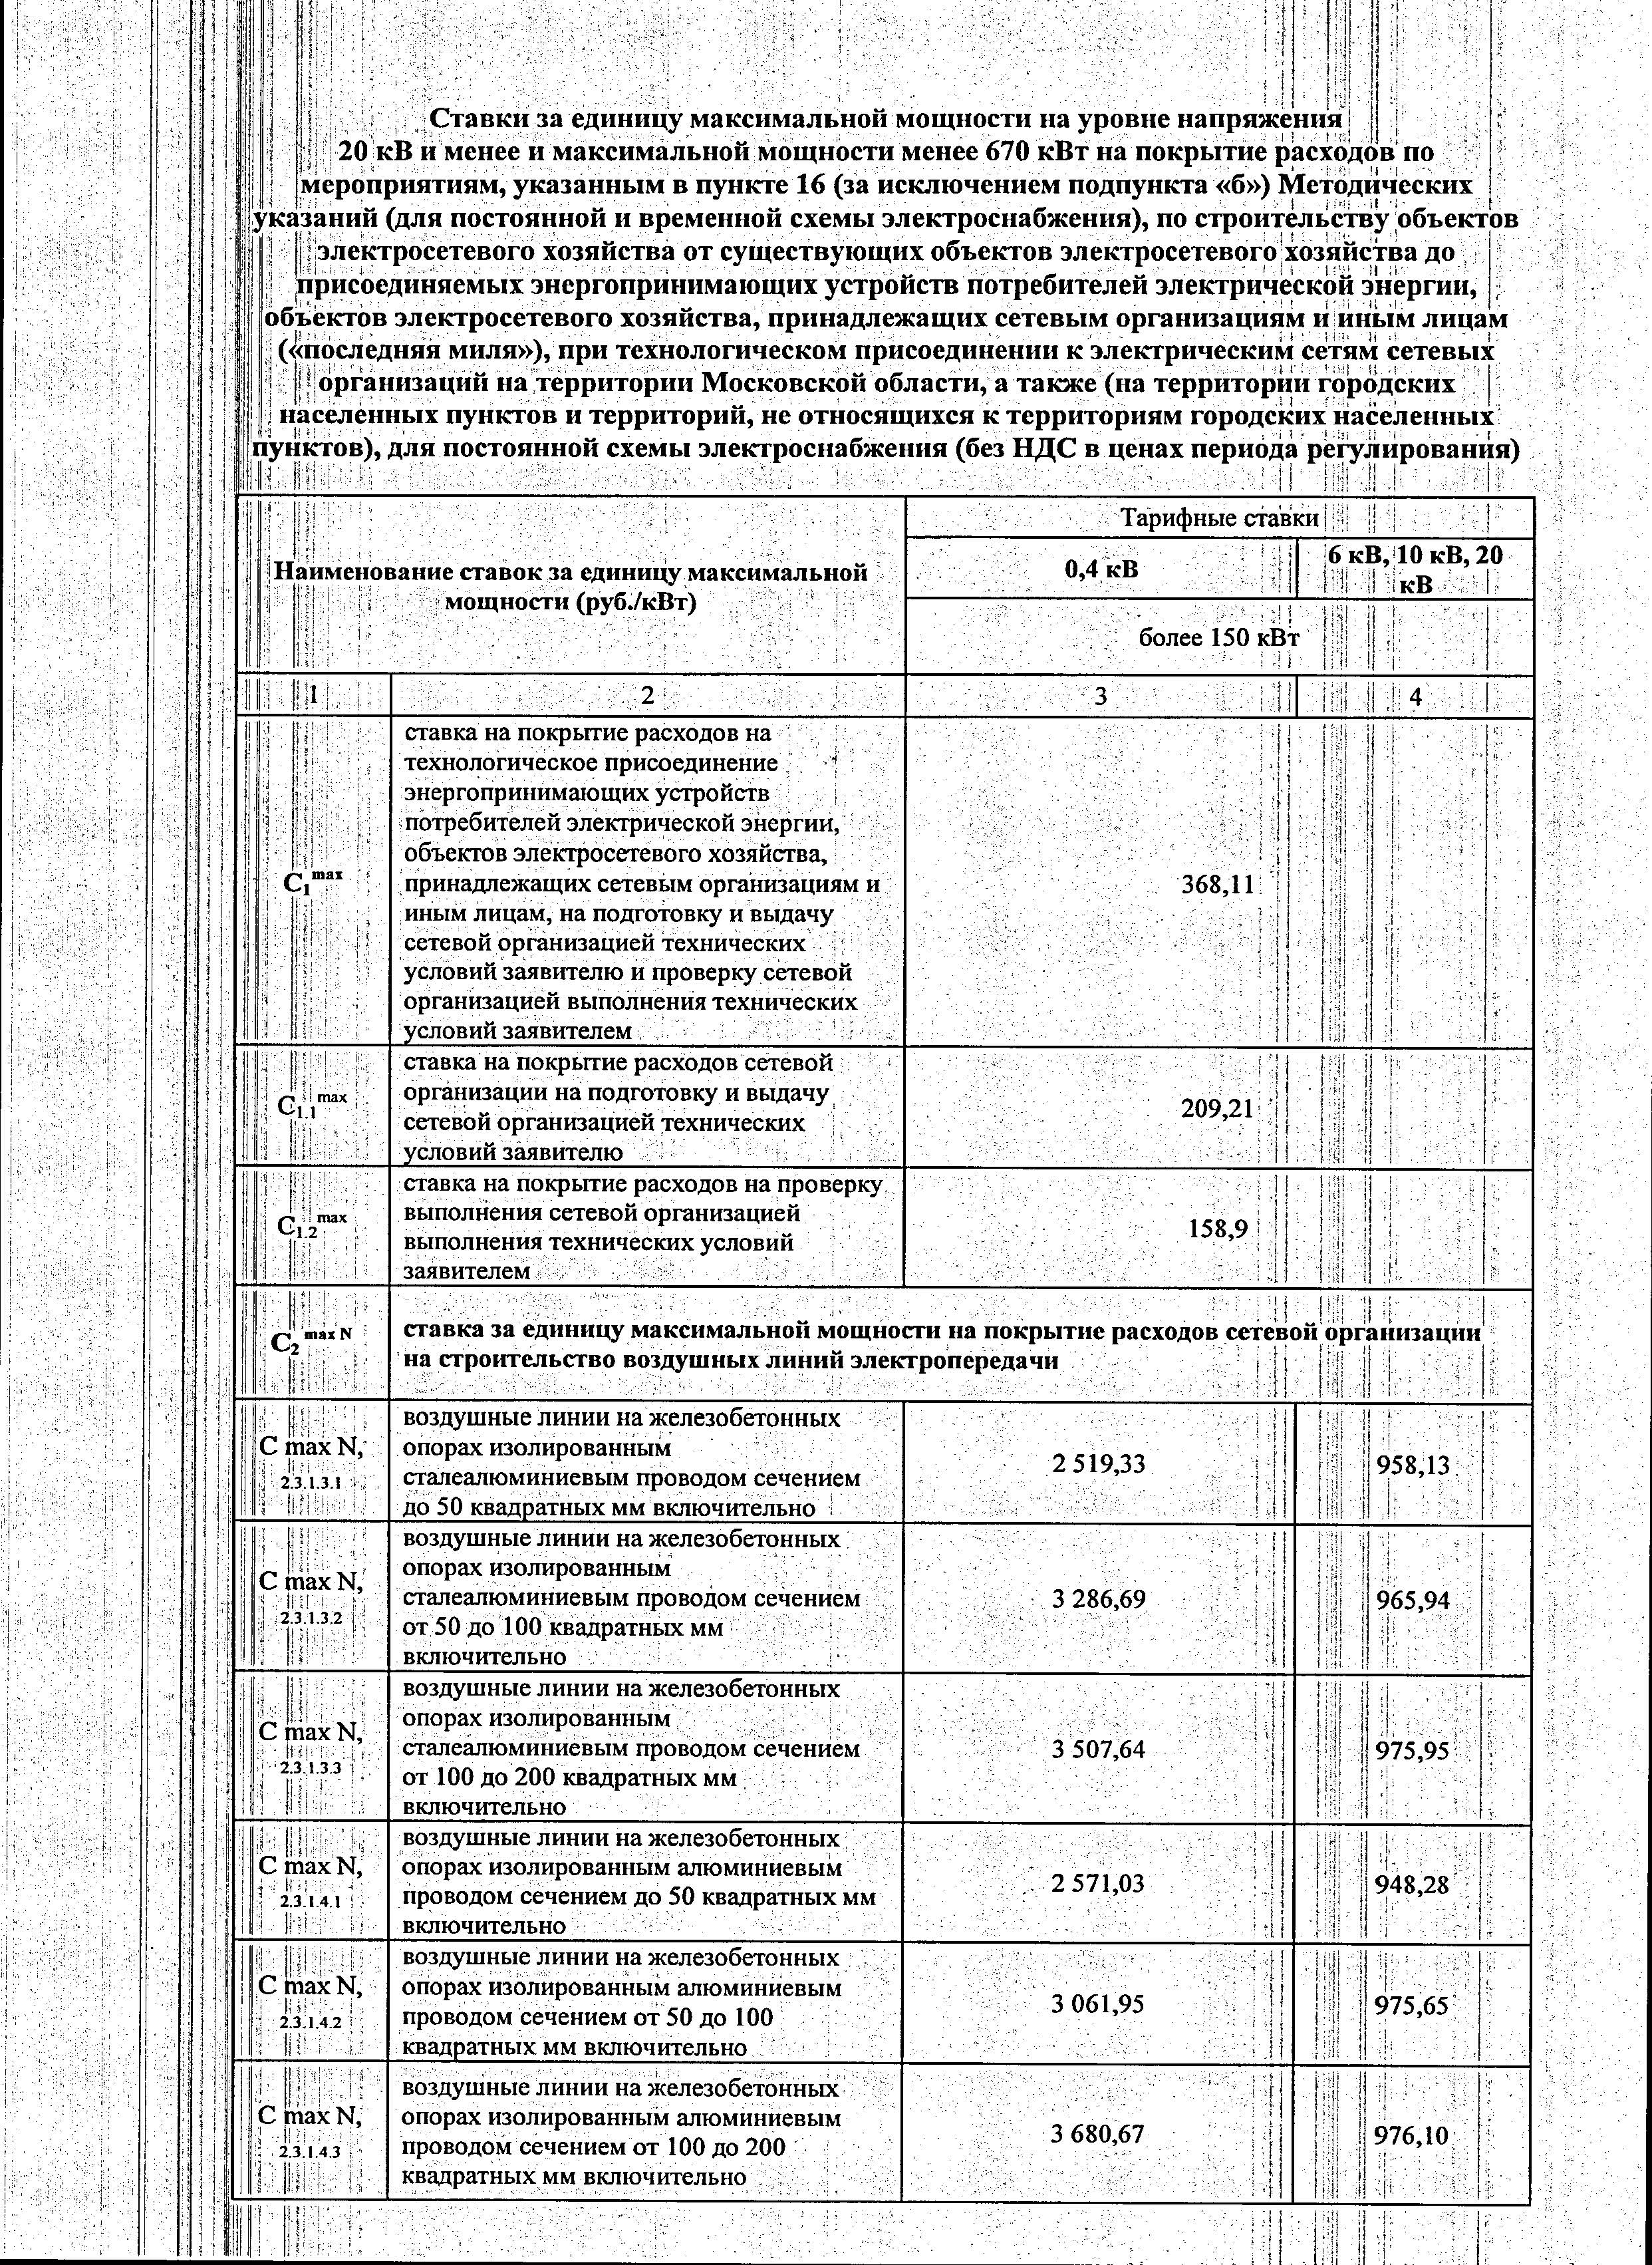 Ставки за единицу максимальной мощности на уровне напряжения
20 кВ и менее и максимальной мощности менее 670 кВт на покрытие расходов по
мероприятиям, указанным в пункте 16 (за исключением подпункта «б») Методических
указаний (для постоянной и временной схемы электроснабжения), по строительству объектов
электросетевого хозяйства от существующих объектов электросетевого хозяйства до
присоединяемых энергопринимающих устройств потребителей электрической энергии,
объектов электросетевого хозяйства, принадлежащих сетевым организациям и иным лицам
(«последняя миля»), при технологическом присоединении к электрическим сетям сетевых
организаций на территории Московской области, а также (на территории городских
населенных пунктов и территорий, не относящихся к территориям городских населенных
пунктов), для постоянной схемы электроснабжения (без НДС в ценах периода регулирования)
Наименование ставок за единицу максимальной
мощности (руб./кВт)
Тарифные ставки
0,4 кВ
6 кВ, 10 кВ, 20
кВ
более 150 кВт
1 2 3 4
C1 max
ставка на покрытие расходов на
технологическое присоединение
энергопринимающих устройств
потребителей электрической энергии,
объектов электросетевого хозяйства,
принадлежащих сетевым организациям и
иным лицам, на подготовку и выдачу
сетевой организацией технических
условий заявителю и проверку сетевой
организацией выполнения технических
условий заявителем
368,11
C1.1 max
ставка на покрытие расходов сетевой
организации на подготовку и выдачу
сетевой организацией технических
условий заявителю
209,21
C1.2 max
ставка на покрытие расходов на проверку
выполнения сетевой организацией
выполнения технических условий
заявителем
158,9
C2 max N
ставка за единицу максимальной мощности на покрытие расходов сетевой организации
на строительство воздушных линий электропередачи
C max N,
2.3.1.3.1
воздушные линии на железобетонных
опорах изолированным
сталеалюминиевым проводом сечением
до 50 квадратных мм включительно
2 519,33
958,13
C max N,
2.3.1.3.2
воздушные линии на железобетонных
опорах изолированным
сталеалюминиевым проводом сечением
от 50 до 100 квадратных мм
включительно
3 286,69
965,94
C max N,
2.3.1.3.3
воздушные линии на железобетонных
опорах изолированным
сталеалюминиевым проводом сечением
от 100 до 200 квадратных мм
включительно
3 507,64
975,95
C max N,
2.3.1.4.1
воздушные линии на железобетонных
опорах изолированным алюминиевым
проводом сечением до 50 квадратных мм
включительно
2 571,03
948,28
C max N,
2.3.1.4.2
воздушные линии на железобетонных
опорах изолированным алюминиевым
проводом сечением от 50 до 100
квадратных мм включительно
3 061,95
975,65
C max N,
2.3.1.4.3
воздушные линии на железобетонных
опорах изолированным алюминиевым
проводом сечением от 100 до 200
квадратных мм включительно
3 680,67
976,10